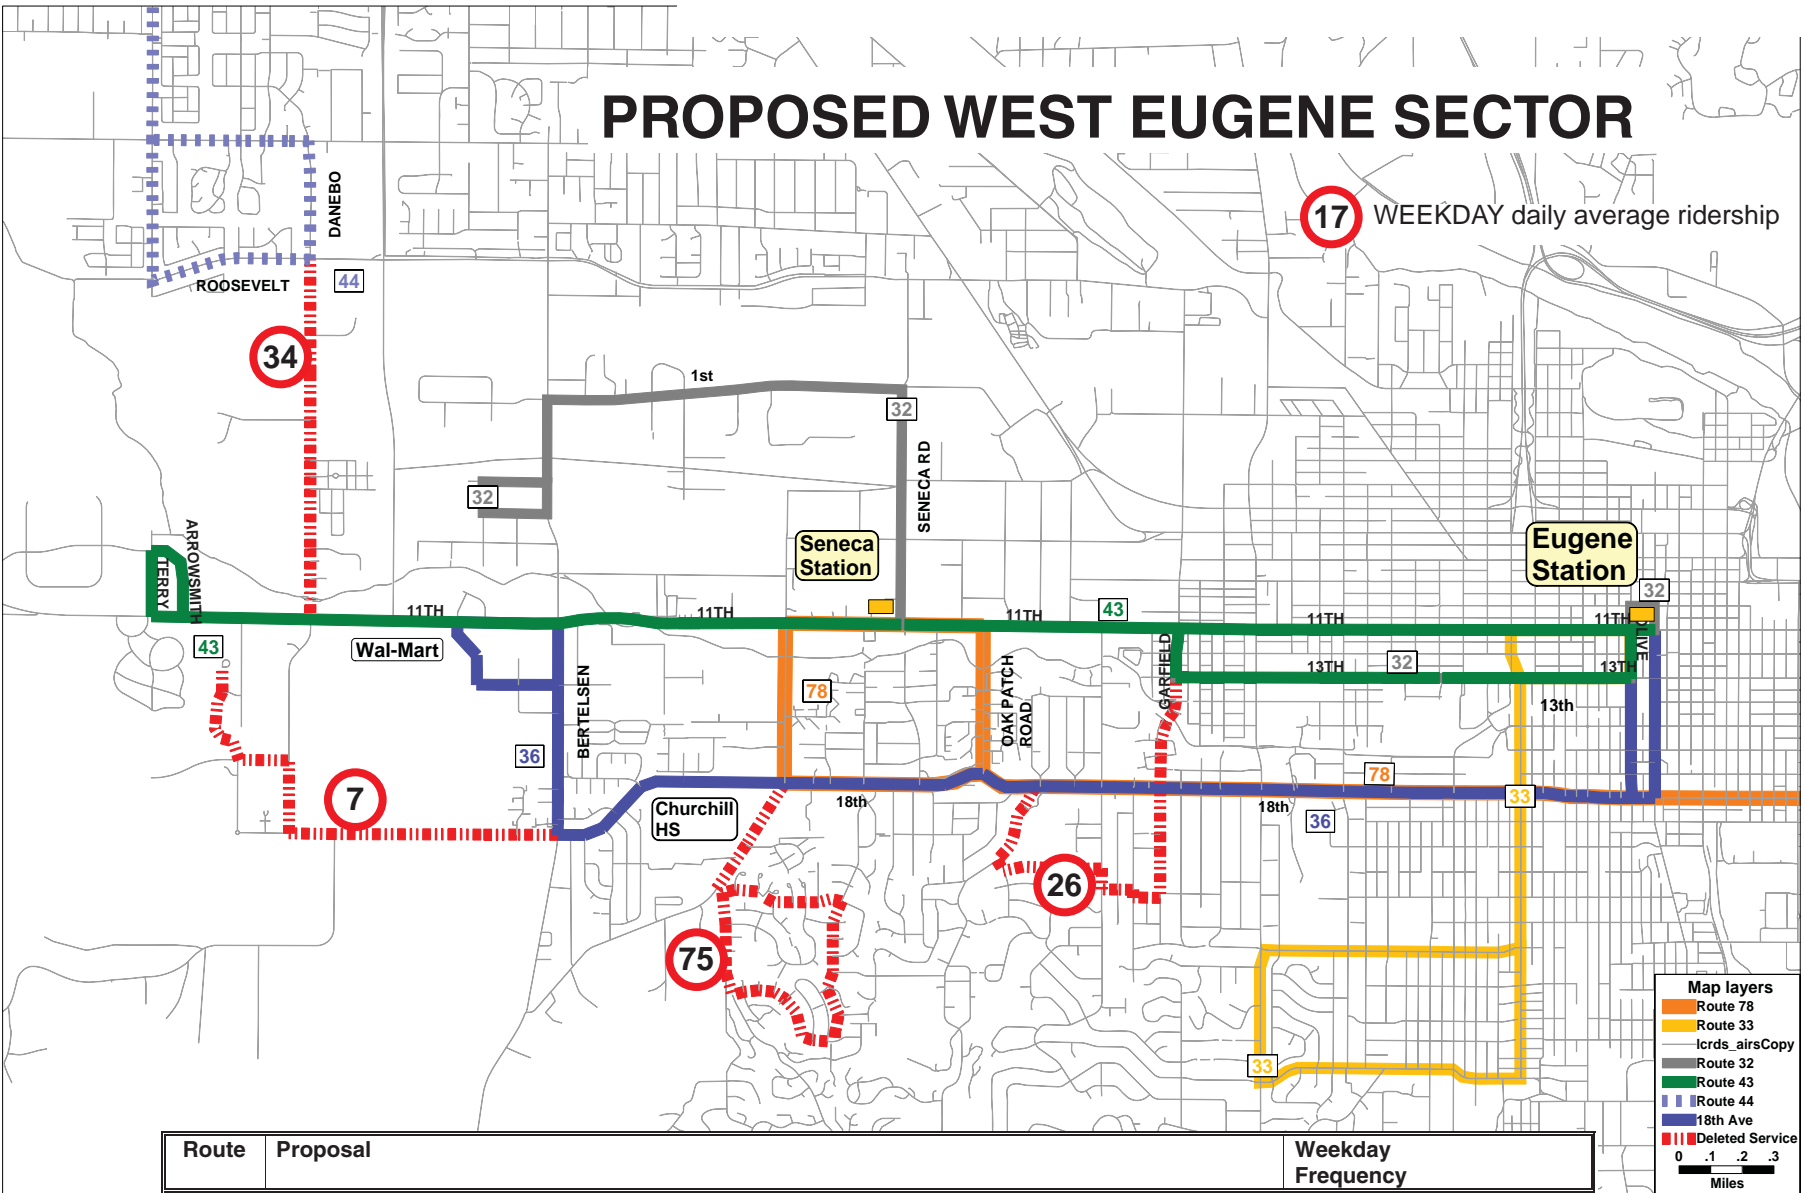 PROPOSED WEST EUGENE SECTOR
17 WEEKDAY daily average ridership
DANEBO
ROOSEVELT
44
34
1st
32
32
SENECA RD
ARROWSMITH
TERRY
Seneca
Station
Eugene
Station
32
11TH
11TH
11TH
43
11TH
11TH
OLIVE
43
Wal-Mart
BERTELSEN
78
OAK PATCH
ROAD
GARFIELD
13TH
32
13TH
13th
36
7
Churchill
HS
18th
78
33
18th
36
26
75
33
Map layers
Route 78
Route 33
lcrds_airsCopy
Route 32
Route 43
Route 44
18th Ave
Deleted Service
0 .1 .2 .3
Miles
Route Proposal Weekday
Frequency